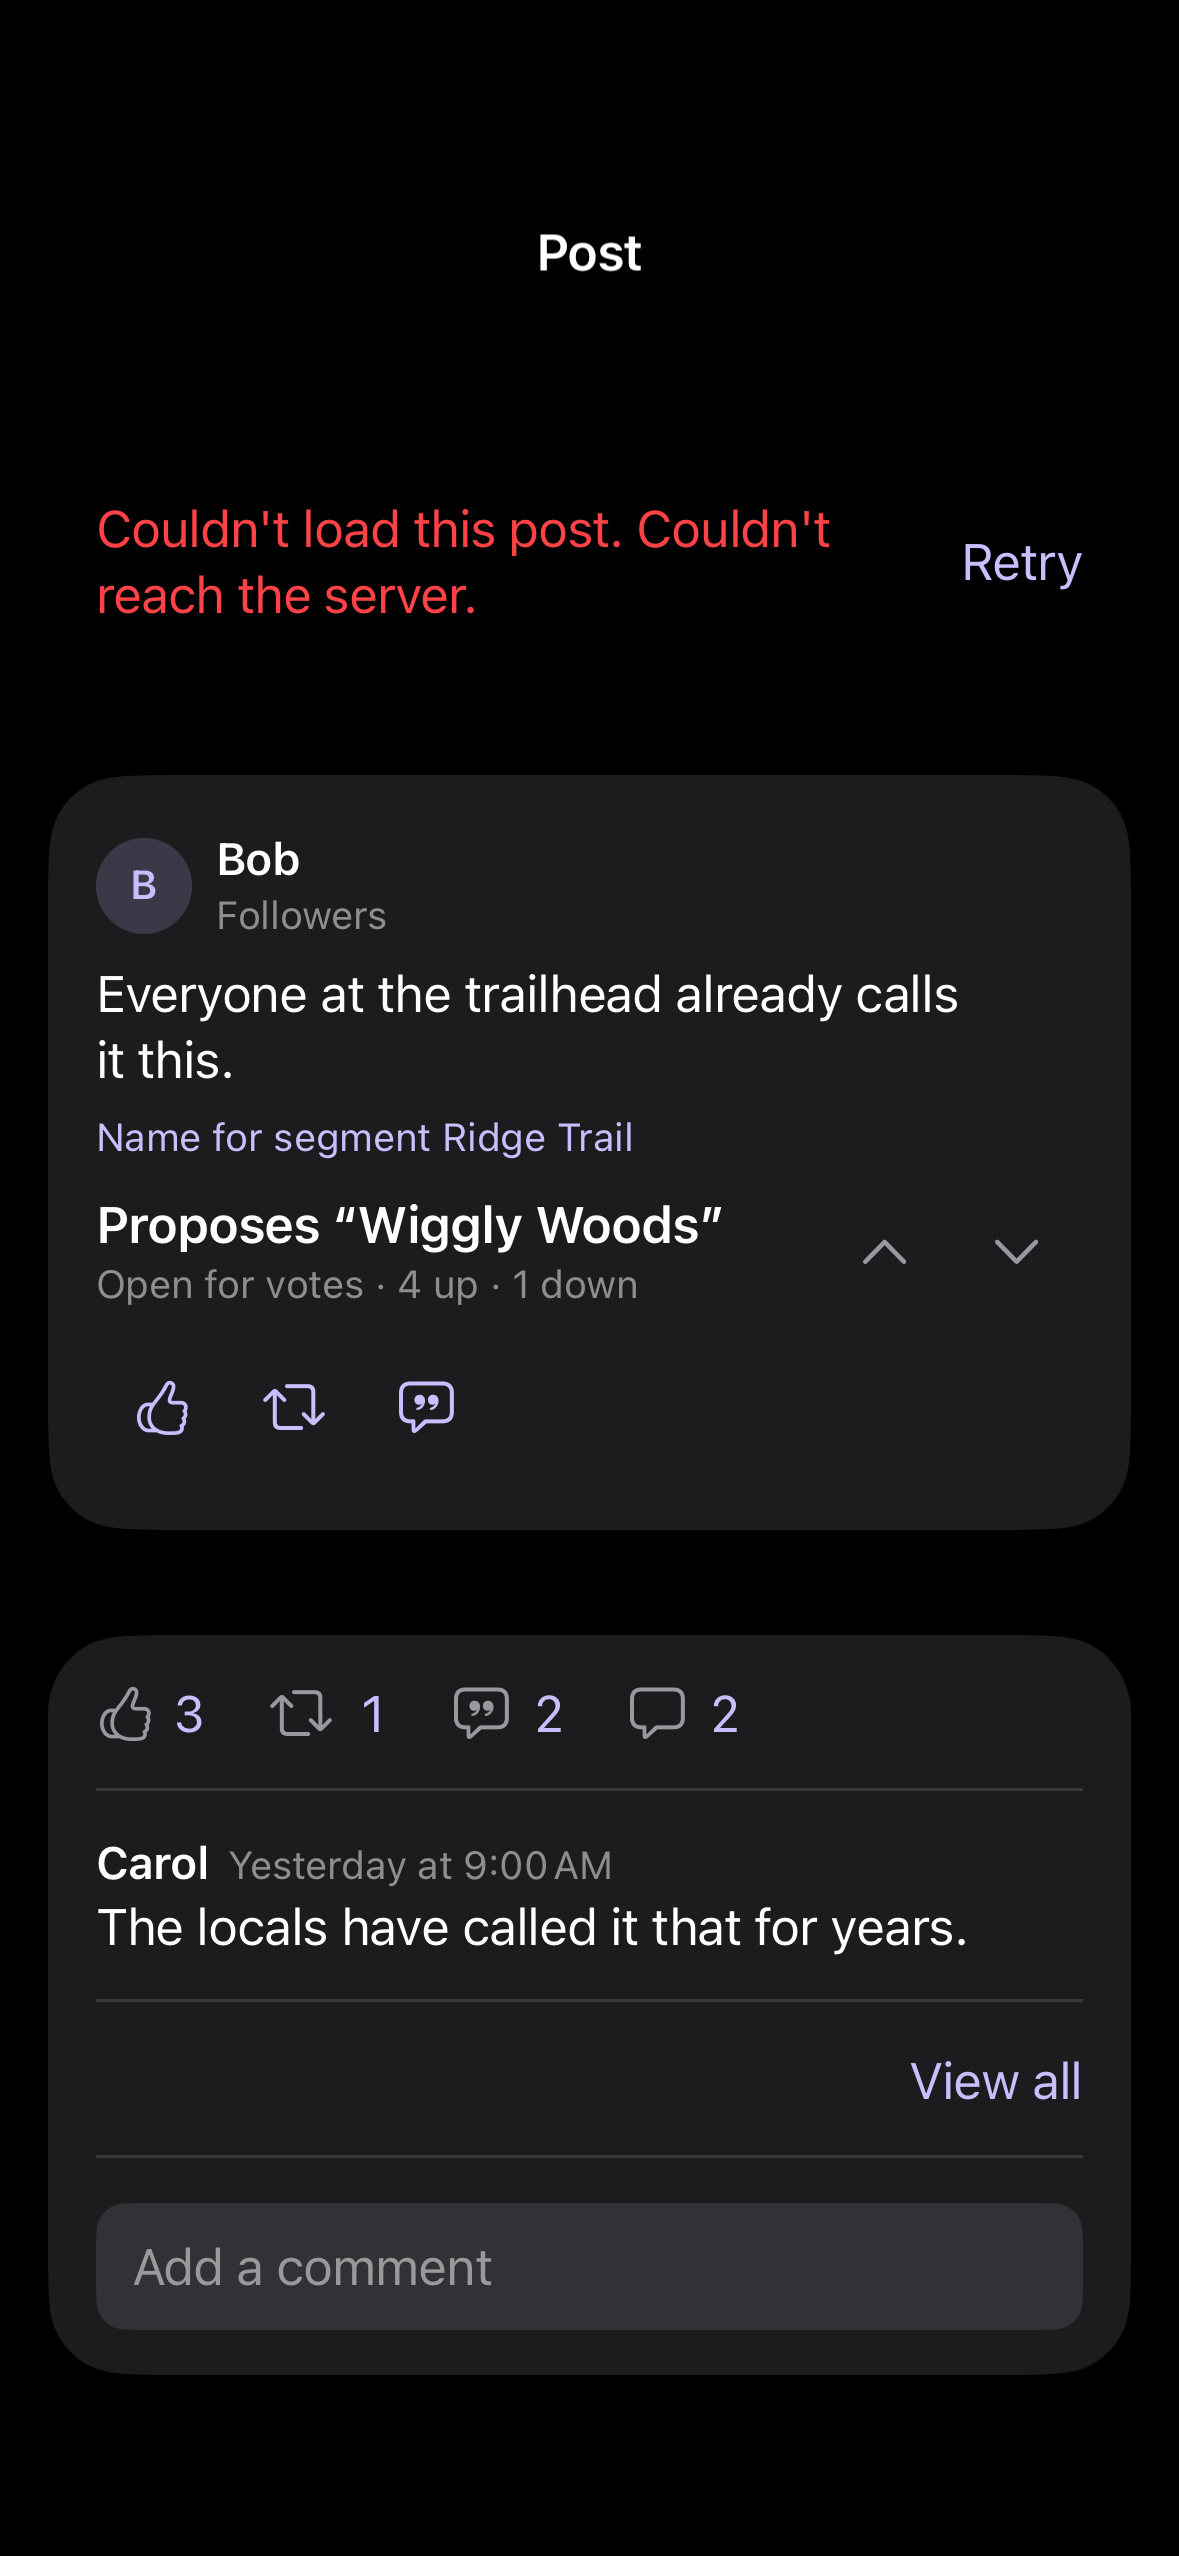 Post
Couldn't load this post. Couldn't
reach the server.
Retry
B
Bob
Followers
Everyone at the trailhead already calls
it this.
Name for segment Ridge Trail
Proposes “Wiggly Woods”
Open for votes · 4 up · 1 down
3 1 2 2
Carol Yesterday at 9:00 AM
The locals have called it that for years.
View all
Add a comment